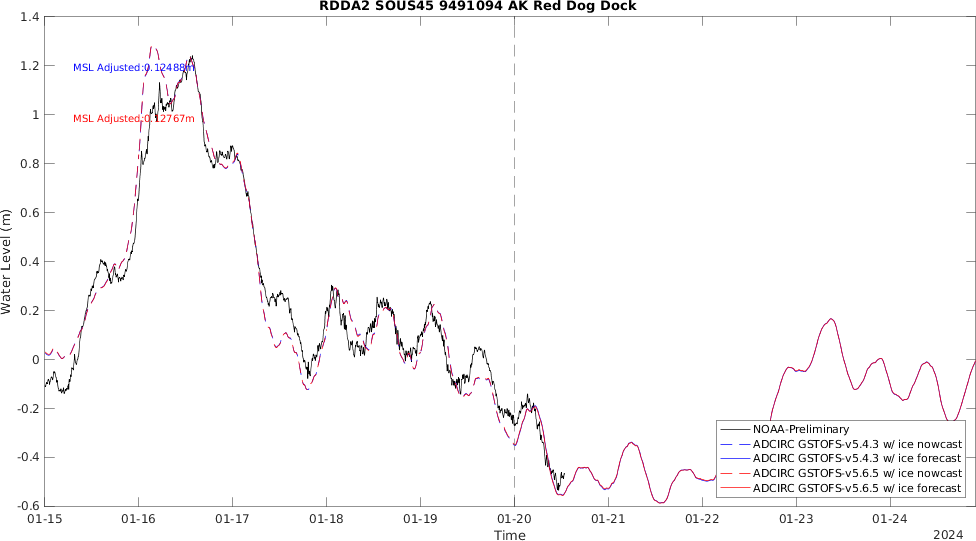 RDDA2 SOUS45 9491094 AK Red Dog Dock
Water Level (m)
1.4
1.2
1
0.8
0.6
0.4
0.2
0
-0.2
-0.4
-0.6
MSL Adjusted:0.12488m
MSL Adjusted:0.12767m
NOAA-Preliminary
ADCIRC GSTOFS-v5.4.3 w/ ice nowcast
ADCIRC GSTOFS-v5.4.3 w/ ice forecast
ADCIRC GSTOFS-v5.6.5 w/ ice nowcast
ADCIRC GSTOFS-v5.6.5 w/ ice forecast
01-15 01-16 01-17 01-18 01-19 01-20 01-21 01-22 01-23 01-24
Time
2024